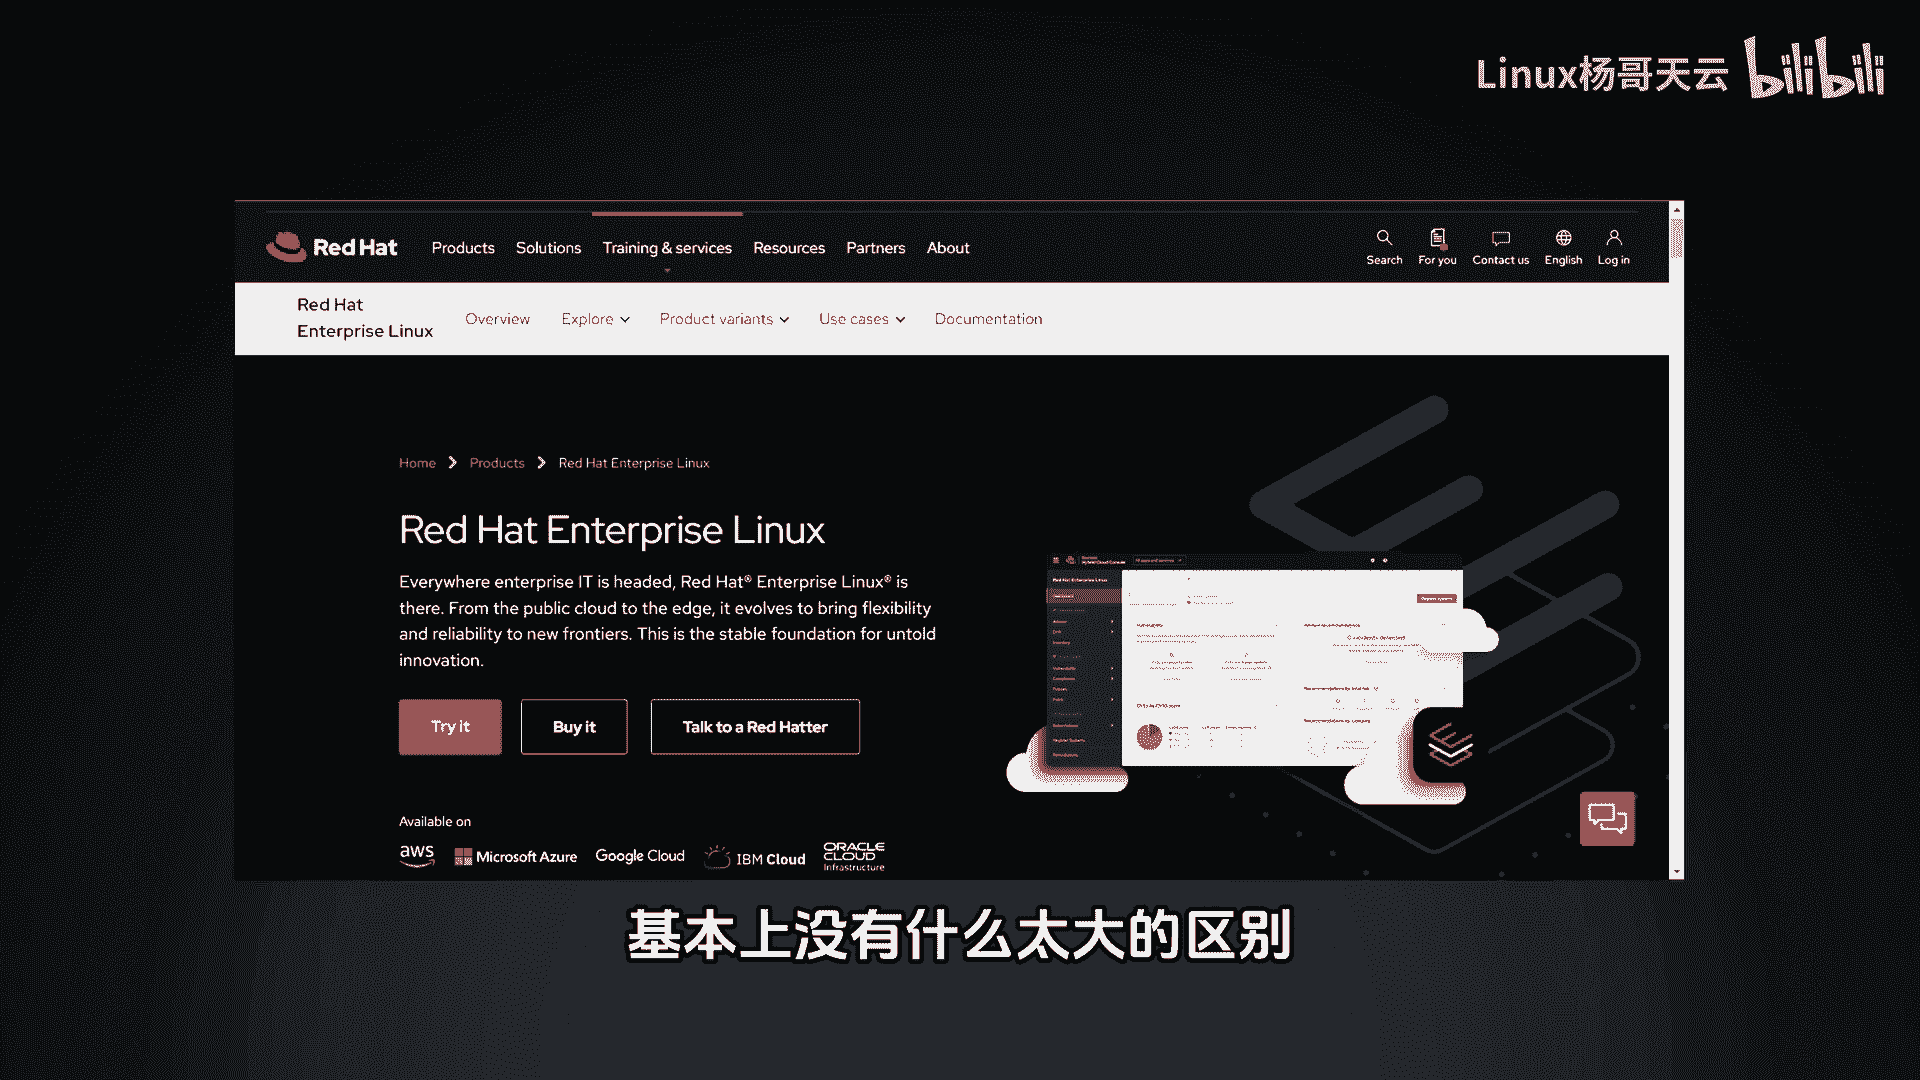 Linux杨哥天云 bilibili
Red Hat
Products Solutions Training & services Resources Partners About
Search For you Contact us English Log in
Red Hat
Enterprise Linux
Overview Explore Product variants Use cases Documentation
Home Products Red Hat Enterprise Linux
Red Hat Enterprise Linux
Everywhere enterprise IT is headed, Red Hat® Enterprise Linux® is
there. From the public cloud to the edge, it evolves to bring flexibility
and reliability to new frontiers. This is the stable foundation for untold
innovation.
Try it Buy it Talk to a Red Hatter
Available on
aws Microsoft Azure Google Cloud IBM Cloud ORACLE
CLOUD
Infrastructure
基本上没有什么太大的区别